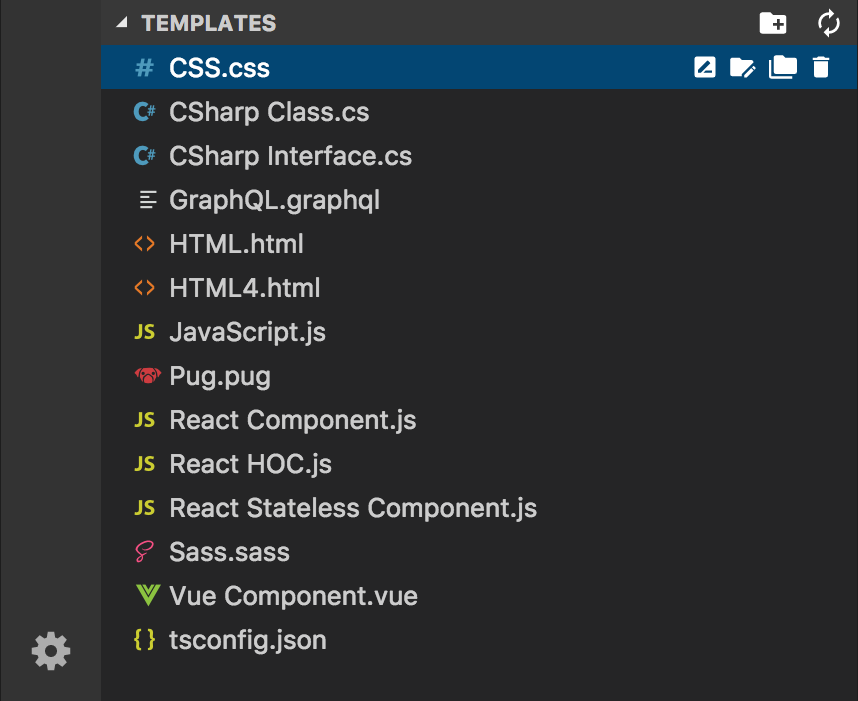 TEMPLATES
# CSS.css
C# CSharp Class.cs
C# CSharp Interface.cs
GraphQL.graphql
<> HTML.html
<> HTML4.html
JS JavaScript.js
Pug.pug
JS React Component.js
JS React HOC.js
JS React Stateless Component.js
Sass.sass
Vue Component.vue
{ } tsconfig.json